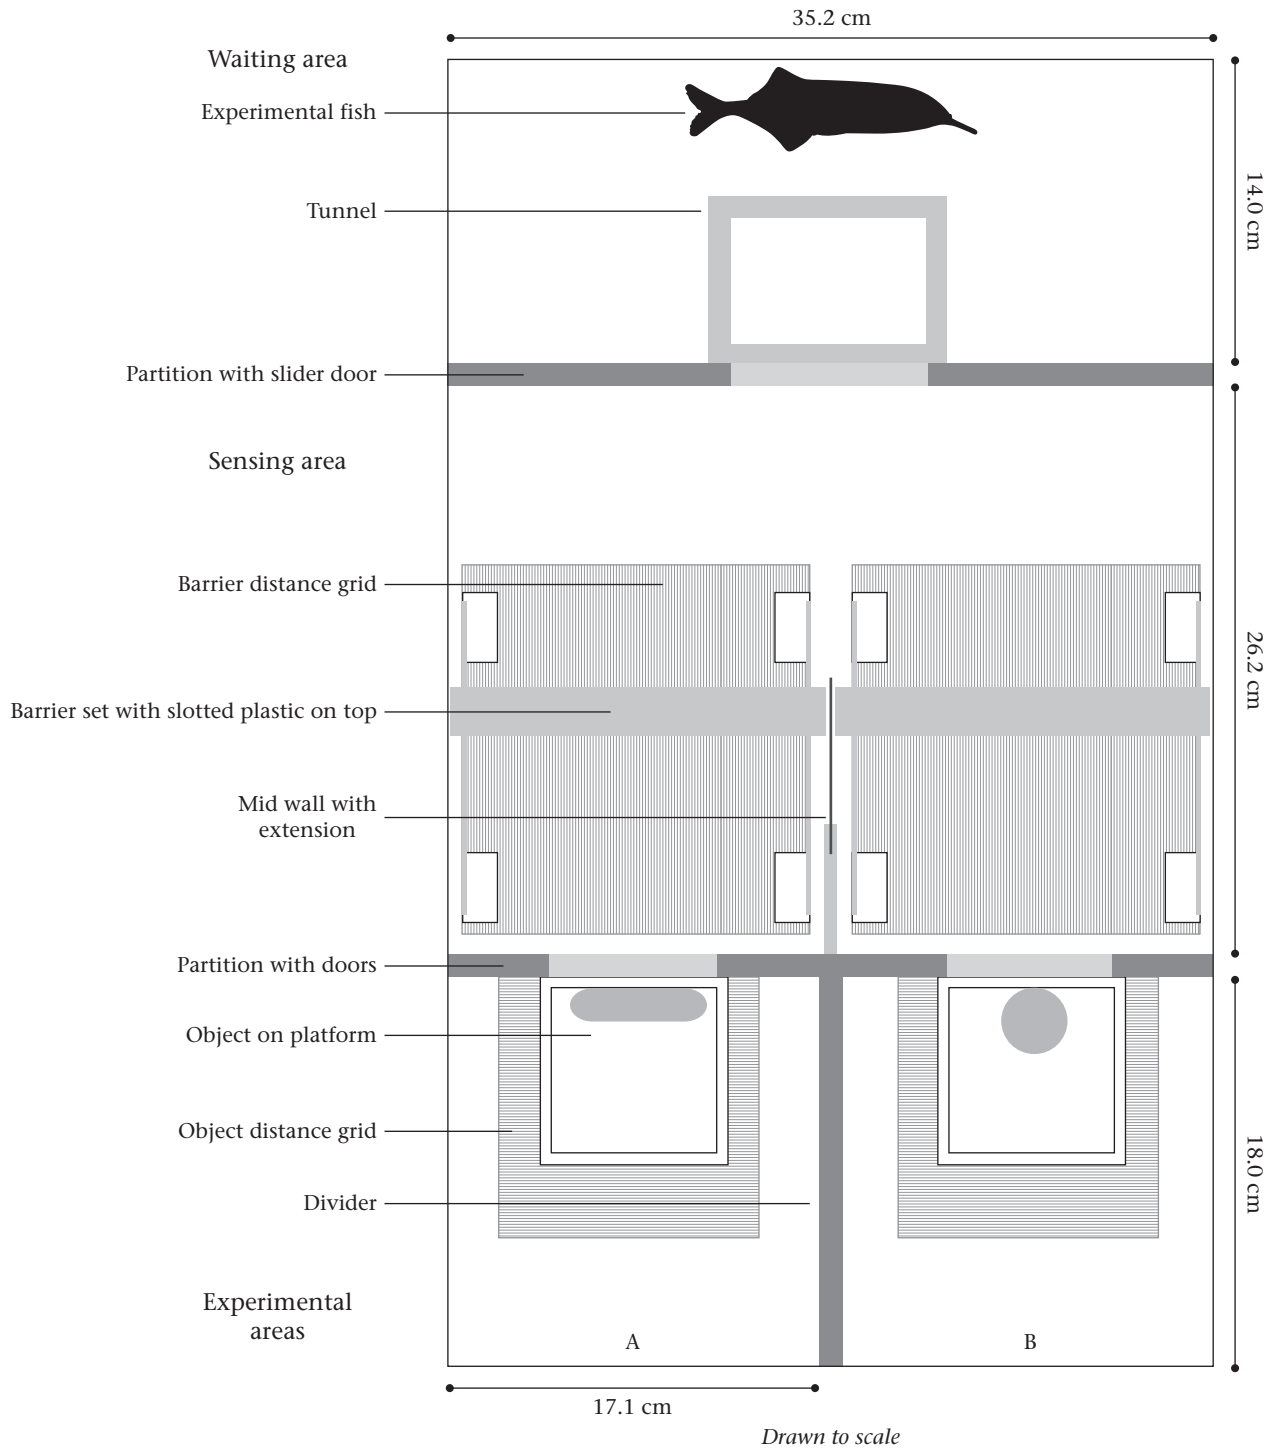 35.2 cm
Waiting area
Experimental fish
14.0 cm
Tunnel
Partition with slider door
Sensing area
Barrier distance grid
26.2 cm
Barrier set with slotted plastic on top
Mid wall with
extension
Partition with doors
Object on platform
Object distance grid
18.0 cm
Divider
Experimental
areas
A
B
17.1 cm
Drawn to scale